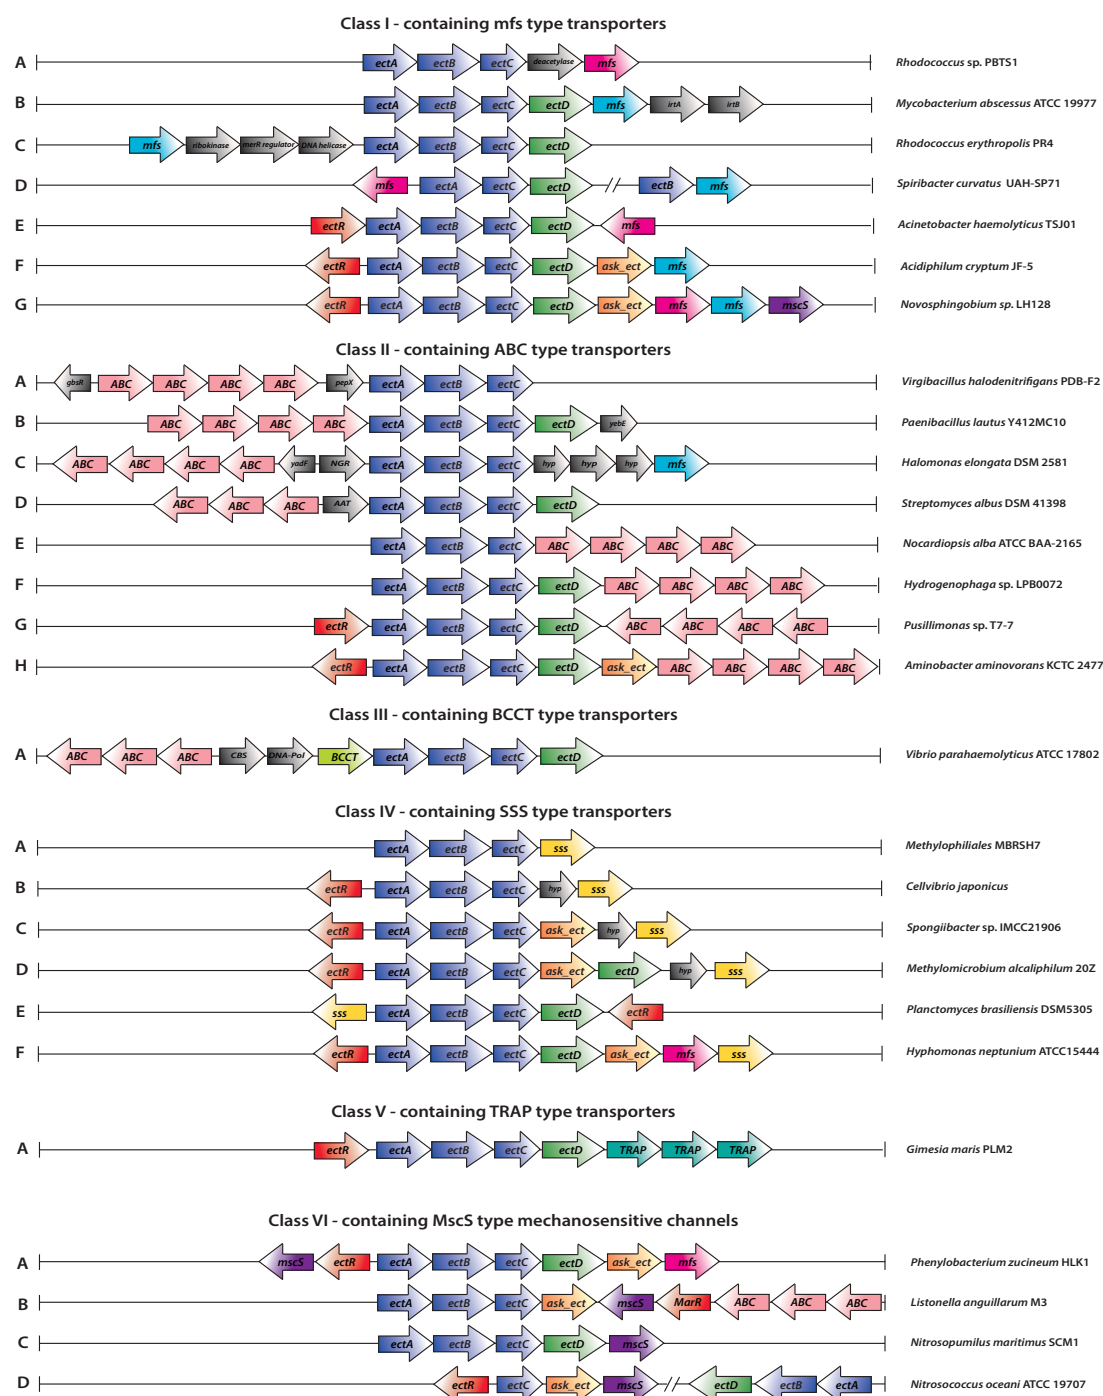 Class I - containing mfs type transporters
A ectA ectB ectC deacetylase mfs Rhodococcus sp. PBTS1
B ectA ectB ectC ectD mfs irtA irtB Mycobacterium abscessus ATCC 19977
C mfs ribokinase merR regulator DNA helicase ectA ectB ectC ectD Rhodococcus erythropolis PR4
D mfs ectA ectC ectD // ectB mfs Spiribacter curvatus UAH-SP71
E ectR ectA ectB ectC ectD mfs Acinetobacter haemolyticus TSJ01
F ectR ectA ectB ectC ectD ask_ect mfs Acidiphilum cryptum JF-5
G ectR ectA ectB ectC ectD ask_ect mfs mfs mscS Novosphingobium sp. LH128
Class II - containing ABC type transporters
A gbsR ABC ABC ABC ABC pepX ectA ectB ectC Virgibacillus halodenitrifigans PDB-F2
B ABC ABC ABC ABC ectA ectB ectC ectD yebE Paenibacillus lautus Y412MC10
C ABC ABC ABC ABC yadF NGR ectA ectB ectC hyp hyp hyp mfs Halomonas elongata DSM 2581
D ABC ABC ABC AAT ectA ectB ectC ectD Streptomyces albus DSM 41398
E ectA ectB ectC ABC ABC ABC ABC Nocardiopsis alba ATCC BAA-2165
F ectA ectB ectC ectD ABC ABC ABC ABC Hydrogenophaga sp. LPB0072
G ectR ectA ectB ectC ectD ABC ABC ABC ABC Pusillimonas sp. T7-7
H ectR ectA ectB ectC ectD ask_ect ABC ABC ABC ABC Aminobacter aminovorans KCTC 2477
Class III - containing BCCT type transporters
A ABC ABC ABC CBS DNA-Pol BCCT ectA ectB ectC ectD Vibrio parahaemolyticus ATCC 17802
Class IV - containing SSS type transporters
A ectA ectB ectC sss Methylophiliales MBRSH7
B ectR ectA ectB ectC hyp sss Cellvibrio japonicus
C ectR ectA ectB ectC ask_ect hyp sss Spongiibacter sp. IMCC21906
D ectR ectA ectB ectC ask_ect ectD hyp sss Methylomicrobium alcaliphilum 20Z
E sss ectA ectB ectC ectD ectR Planctomyces brasiliensis DSM5305
F ectR ectA ectB ectC ectD ask_ect mfs sss Hyphomonas neptunium ATCC15444
Class V - containing TRAP type transporters
A ectR ectA ectB ectC ectD TRAP TRAP TRAP Gimesia maris PLM2
Class VI - containing MscS type mechanosensitive channels
A mscS ectR ectA ectB ectC ectD ask_ect mfs Phenylobacterium zucineum HLK1
B ectA ectB ectC ask_ect mscS MarR ABC ABC ABC Listonella anguillarum M3
C ectA ectB ectC ectD mscS Nitrosopumilus maritimus SCM1
D ectR ectC ask_ect mscS // ectD ectB ectA Nitrosococcus oceani ATCC 19707